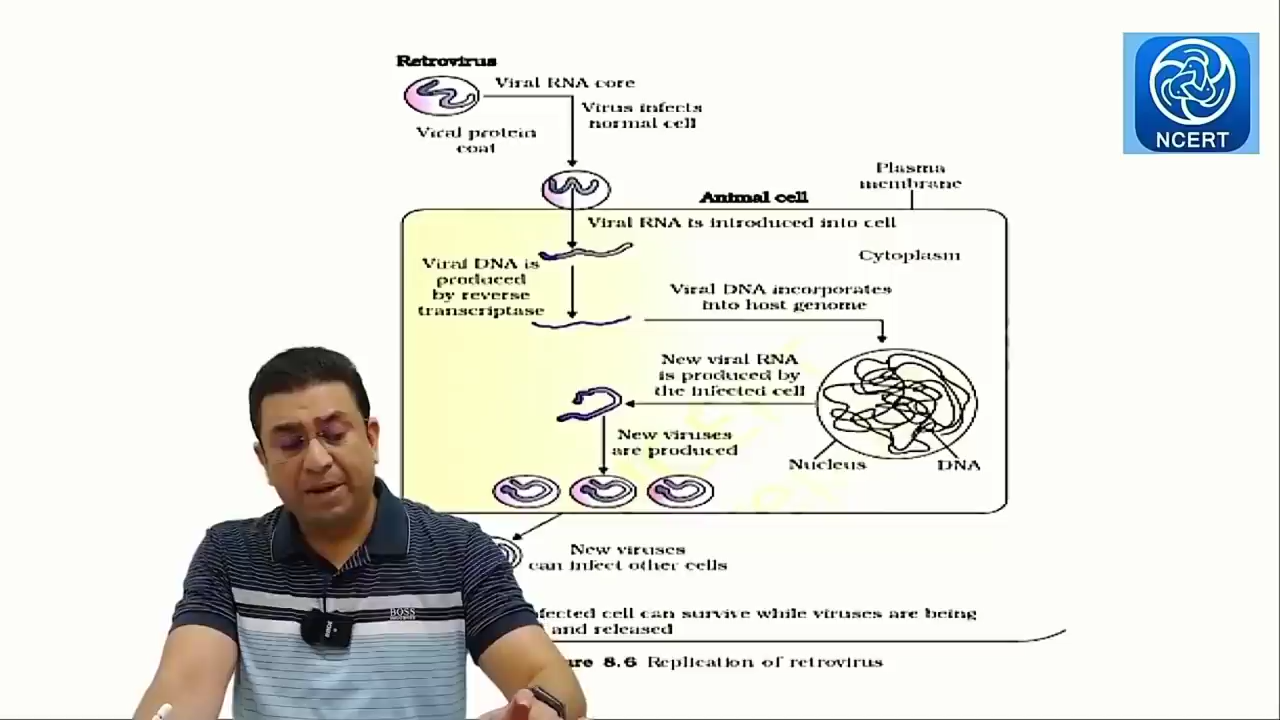 Retrovirus
Viral RNA core
Virus infects
normal cell
Viral protein
coat
NCERT
Plasma
membrane
Animal cell
Viral RNA is introduced into cell
Cytoplasm
Viral DNA is
produced
by reverse
transcriptase
Viral DNA incorporates
into host genome
New viral RNA
is produced by
the infected cell
New viruses
are produced
Nucleus
DNA
New viruses
can infect other cells
BOSS
fected cell can survive while viruses are being
and released
ure 8.6 Replication of retrovirus